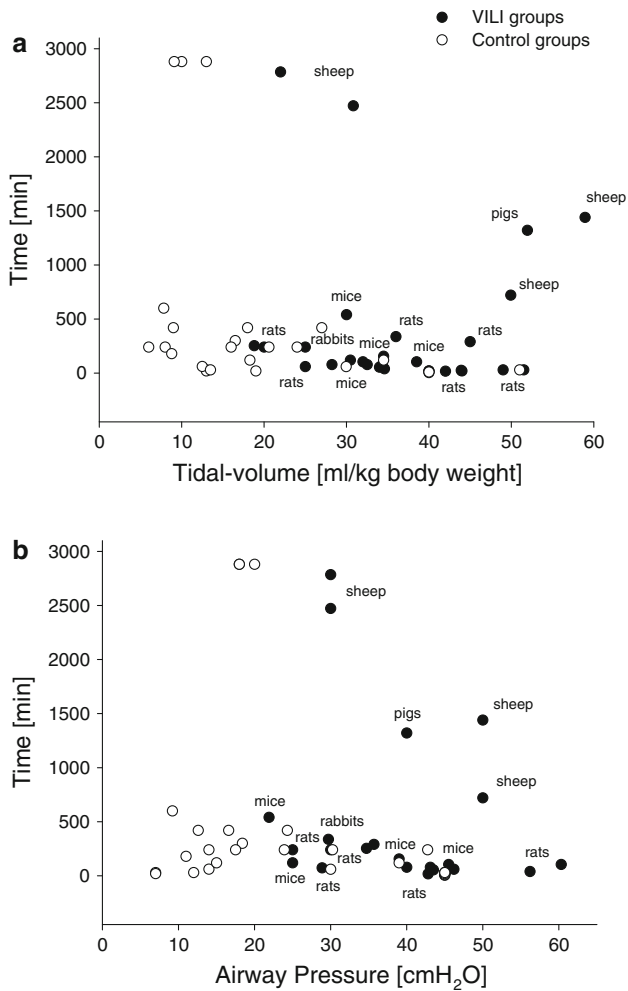 VILI groups
Control groups
a
3000
2500
2000
1500
1000
500
0
Time [min]
sheep
sheep
pigs
sheep
mice
rats
rats
rabbits
mice
rats
mice
rats
mice
rats
rats
0 10 20 30 40 50 60
Tidal-volume [ml/kg body weight]
b
3000
2500
2000
1500
1000
500
0
Time [min]
sheep
pigs
sheep
sheep
mice
rabbits
rats
mice
mice
rats
rats
mice
rats
rats
0 10 20 30 40 50 60
Airway Pressure [cmH₂O]